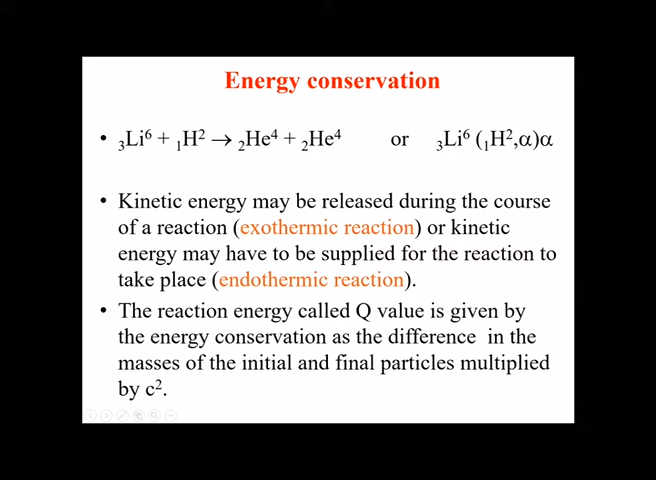 Energy conservation
• ₃Li⁶ + ₁H² → ₂He⁴ + ₂He⁴ or ₃Li⁶ (₁H²,α)α
• Kinetic energy may be released during the course
of a reaction (exothermic reaction) or kinetic
energy may have to be supplied for the reaction to
take place (endothermic reaction).
• The reaction energy called Q value is given by
the energy conservation as the difference in the
masses of the initial and final particles multiplied
by c².